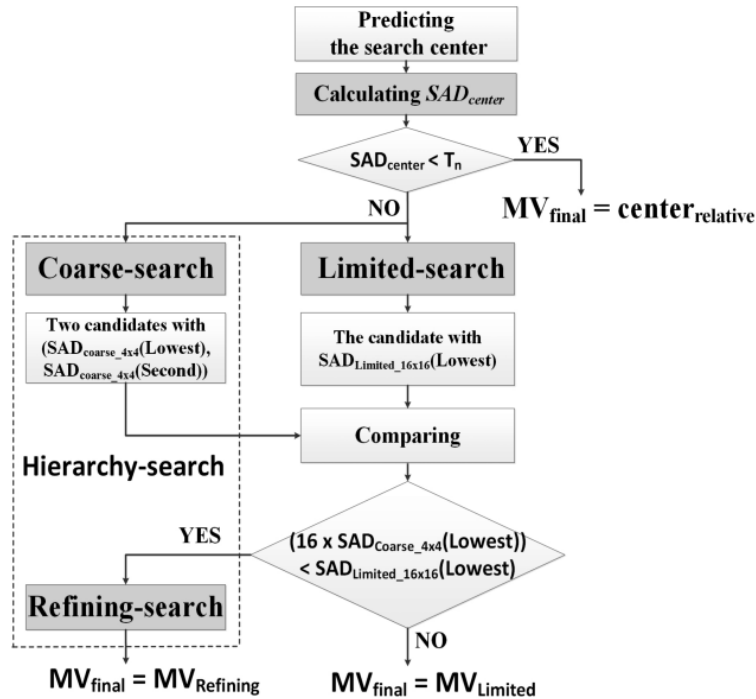 Predicting
the search center
Calculating SADcenter
SADcenter < Tn
YES
NO
MVfinal = centerrelative
Coarse-search
Limited-search
Two candidates with
(SADcoarse_4x4(Lowest),
SADcoarse_4x4(Second))
The candidate with
SADLimited_16x16(Lowest)
Comparing
Hierarchy-search
YES
(16 x SADCoarse_4x4(Lowest))
< SADLimited_16x16(Lowest)
Refining-search
NO
MVfinal = MVRefining
MVfinal = MVLimited